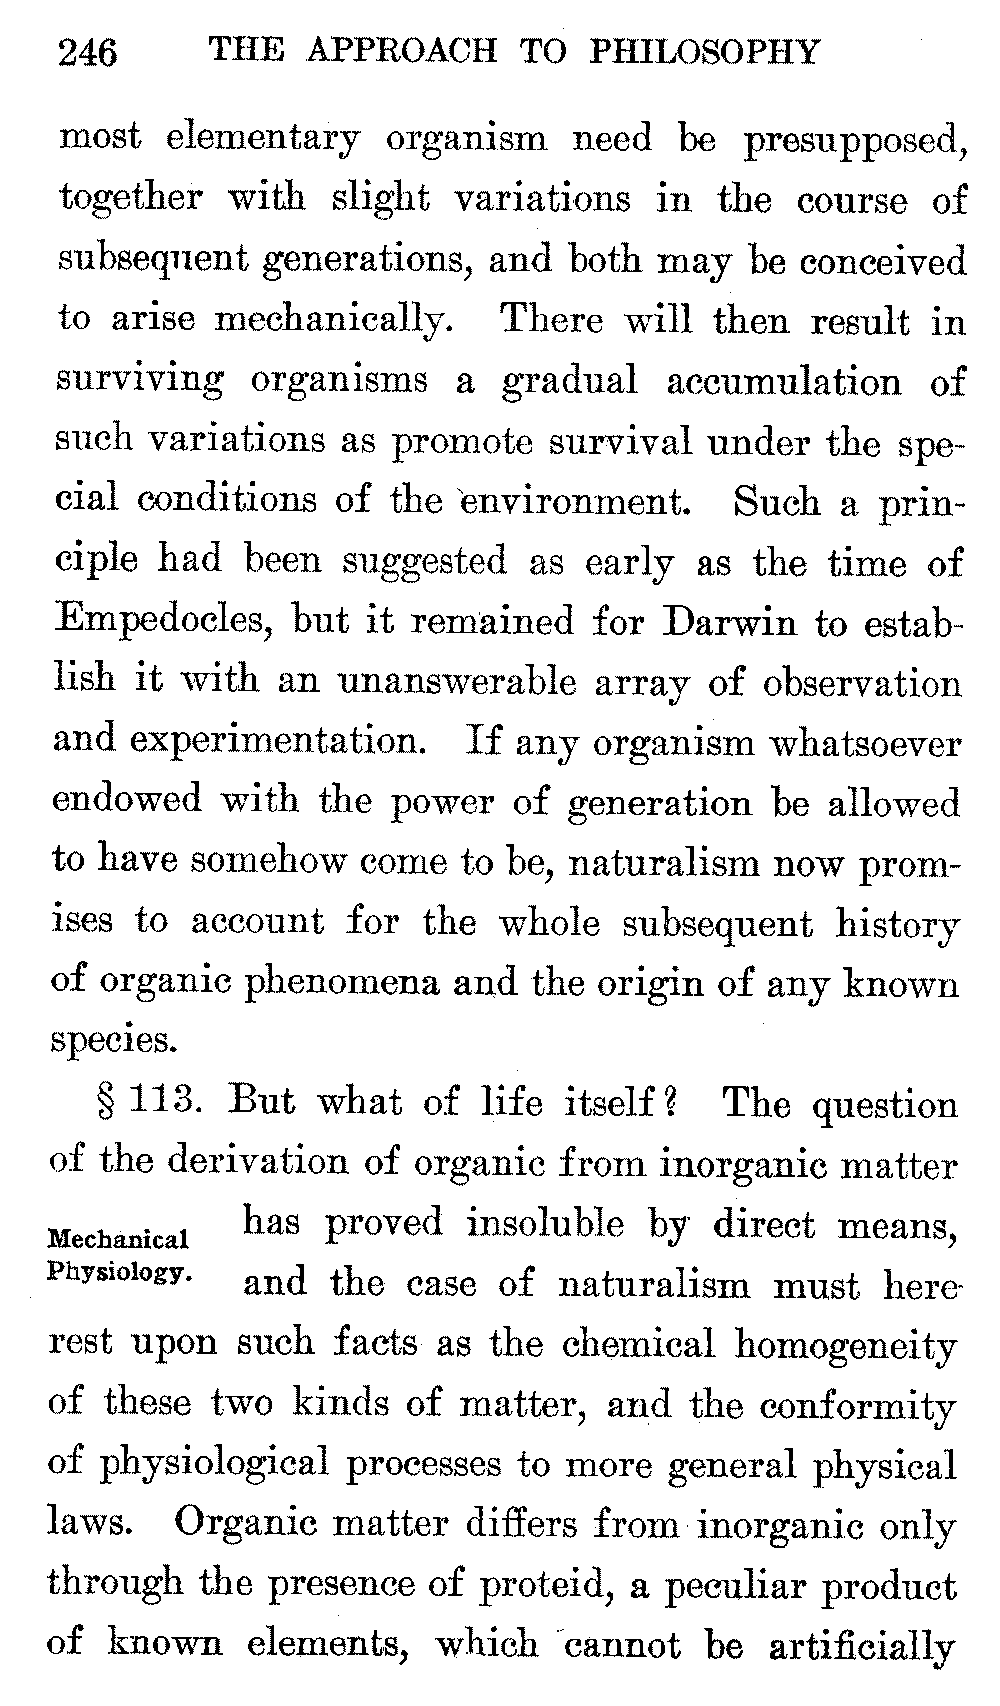 246 THE APPROACH TO PHILOSOPHY
most elementary organism need be presupposed,
together with slight variations in the course of
subsequent generations, and both may be conceived
to arise mechanically. There will then result in
surviving organisms a gradual accumulation of
such variations as promote survival under the spe-
cial conditions of the environment. Such a prin-
ciple had been suggested as early as the time of
Empedocles, but it remained for Darwin to estab-
lish it with an unanswerable array of observation
and experimentation. If any organism whatsoever
endowed with the power of generation be allowed
to have somehow come to be, naturalism now prom-
ises to account for the whole subsequent history
of organic phenomena and the origin of any known
species.
§ 113. But what of life itself? The question
of the derivation of organic from inorganic matter
Mechanical
Physiology.
has proved insoluble by direct means,
and the case of naturalism must here
rest upon such facts as the chemical homogeneity
of these two kinds of matter, and the conformity
of physiological processes to more general physical
laws. Organic matter differs from inorganic only
through the presence of proteid, a peculiar product
of known elements, which cannot be artificially